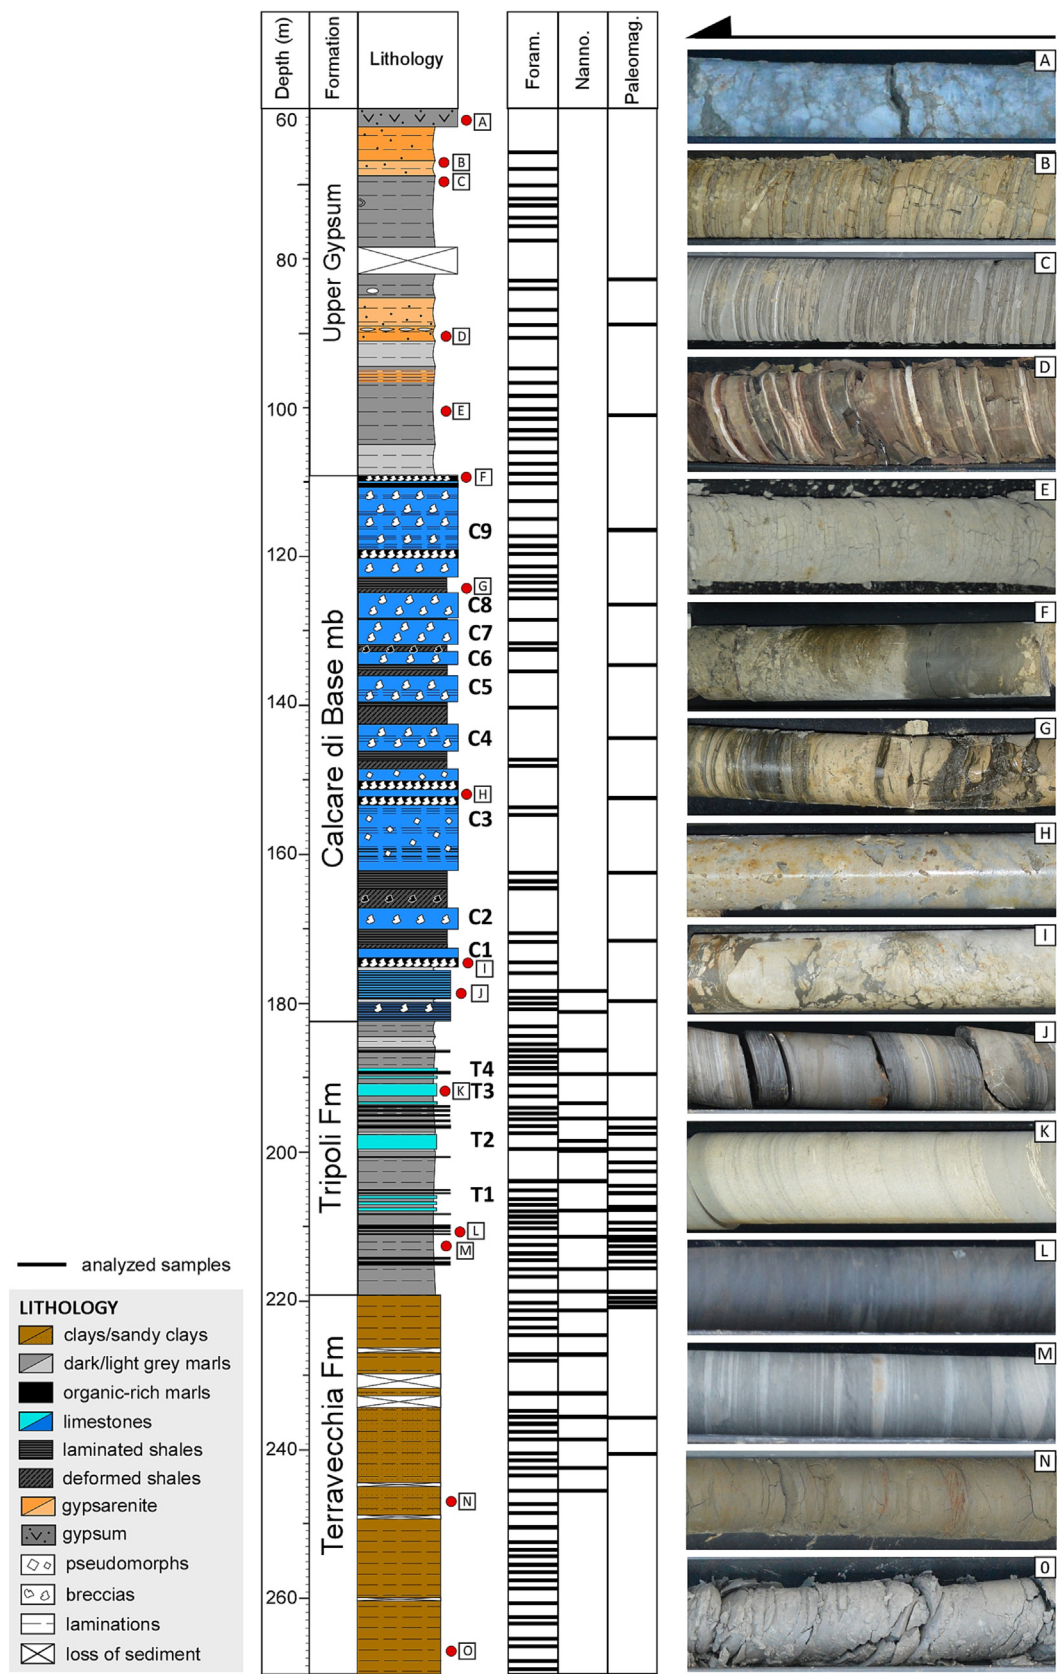 Depth (m)
Formation
Lithology
Foram.
Nanno.
Paleomag.
60
80
100
120
140
160
180
200
220
240
260
Upper Gypsum
Calcare di Base mb
Tripoli Fm
Terravecchia Fm
A
B
C
D
E
F
C9
G
C8
C7
C6
C5
C4
H
C3
C2
C1
I
J
T4
K T3
T2
T1
L
M
N
O
analyzed samples
LITHOLOGY
clays/sandy clays
dark/light grey marls
organic-rich marls
limestones
laminated shales
deformed shales
gypsarenite
gypsum
pseudomorphs
breccias
laminations
loss of sediment
A
B
C
D
E
F
G
H
I
J
K
L
M
N
O